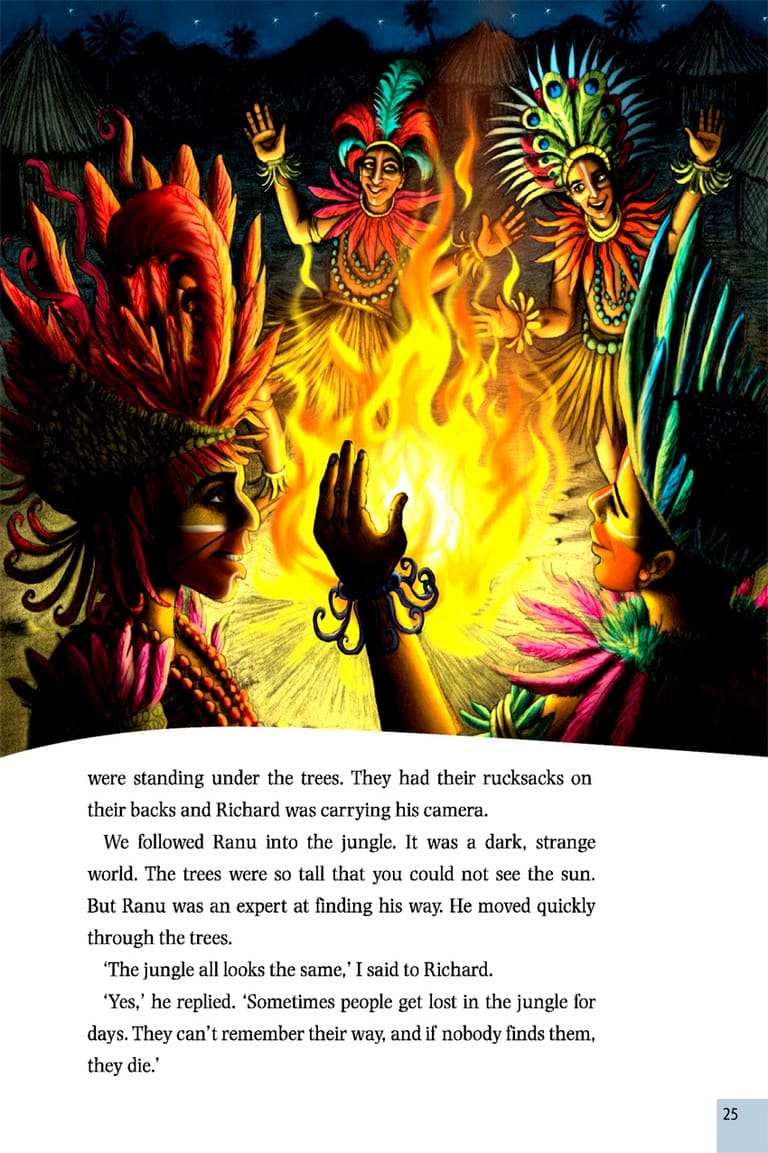 were standing under the trees. They had their rucksacks on
their backs and Richard was carrying his camera.
We followed Ranu into the jungle. It was a dark, strange
world. The trees were so tall that you could not see the sun.
But Ranu was an expert at finding his way. He moved quickly
through the trees.
‘The jungle all looks the same,’ I said to Richard.
‘Yes,’ he replied. ‘Sometimes people get lost in the jungle for
days. They can’t remember their way, and if nobody finds them,
they die.’
25